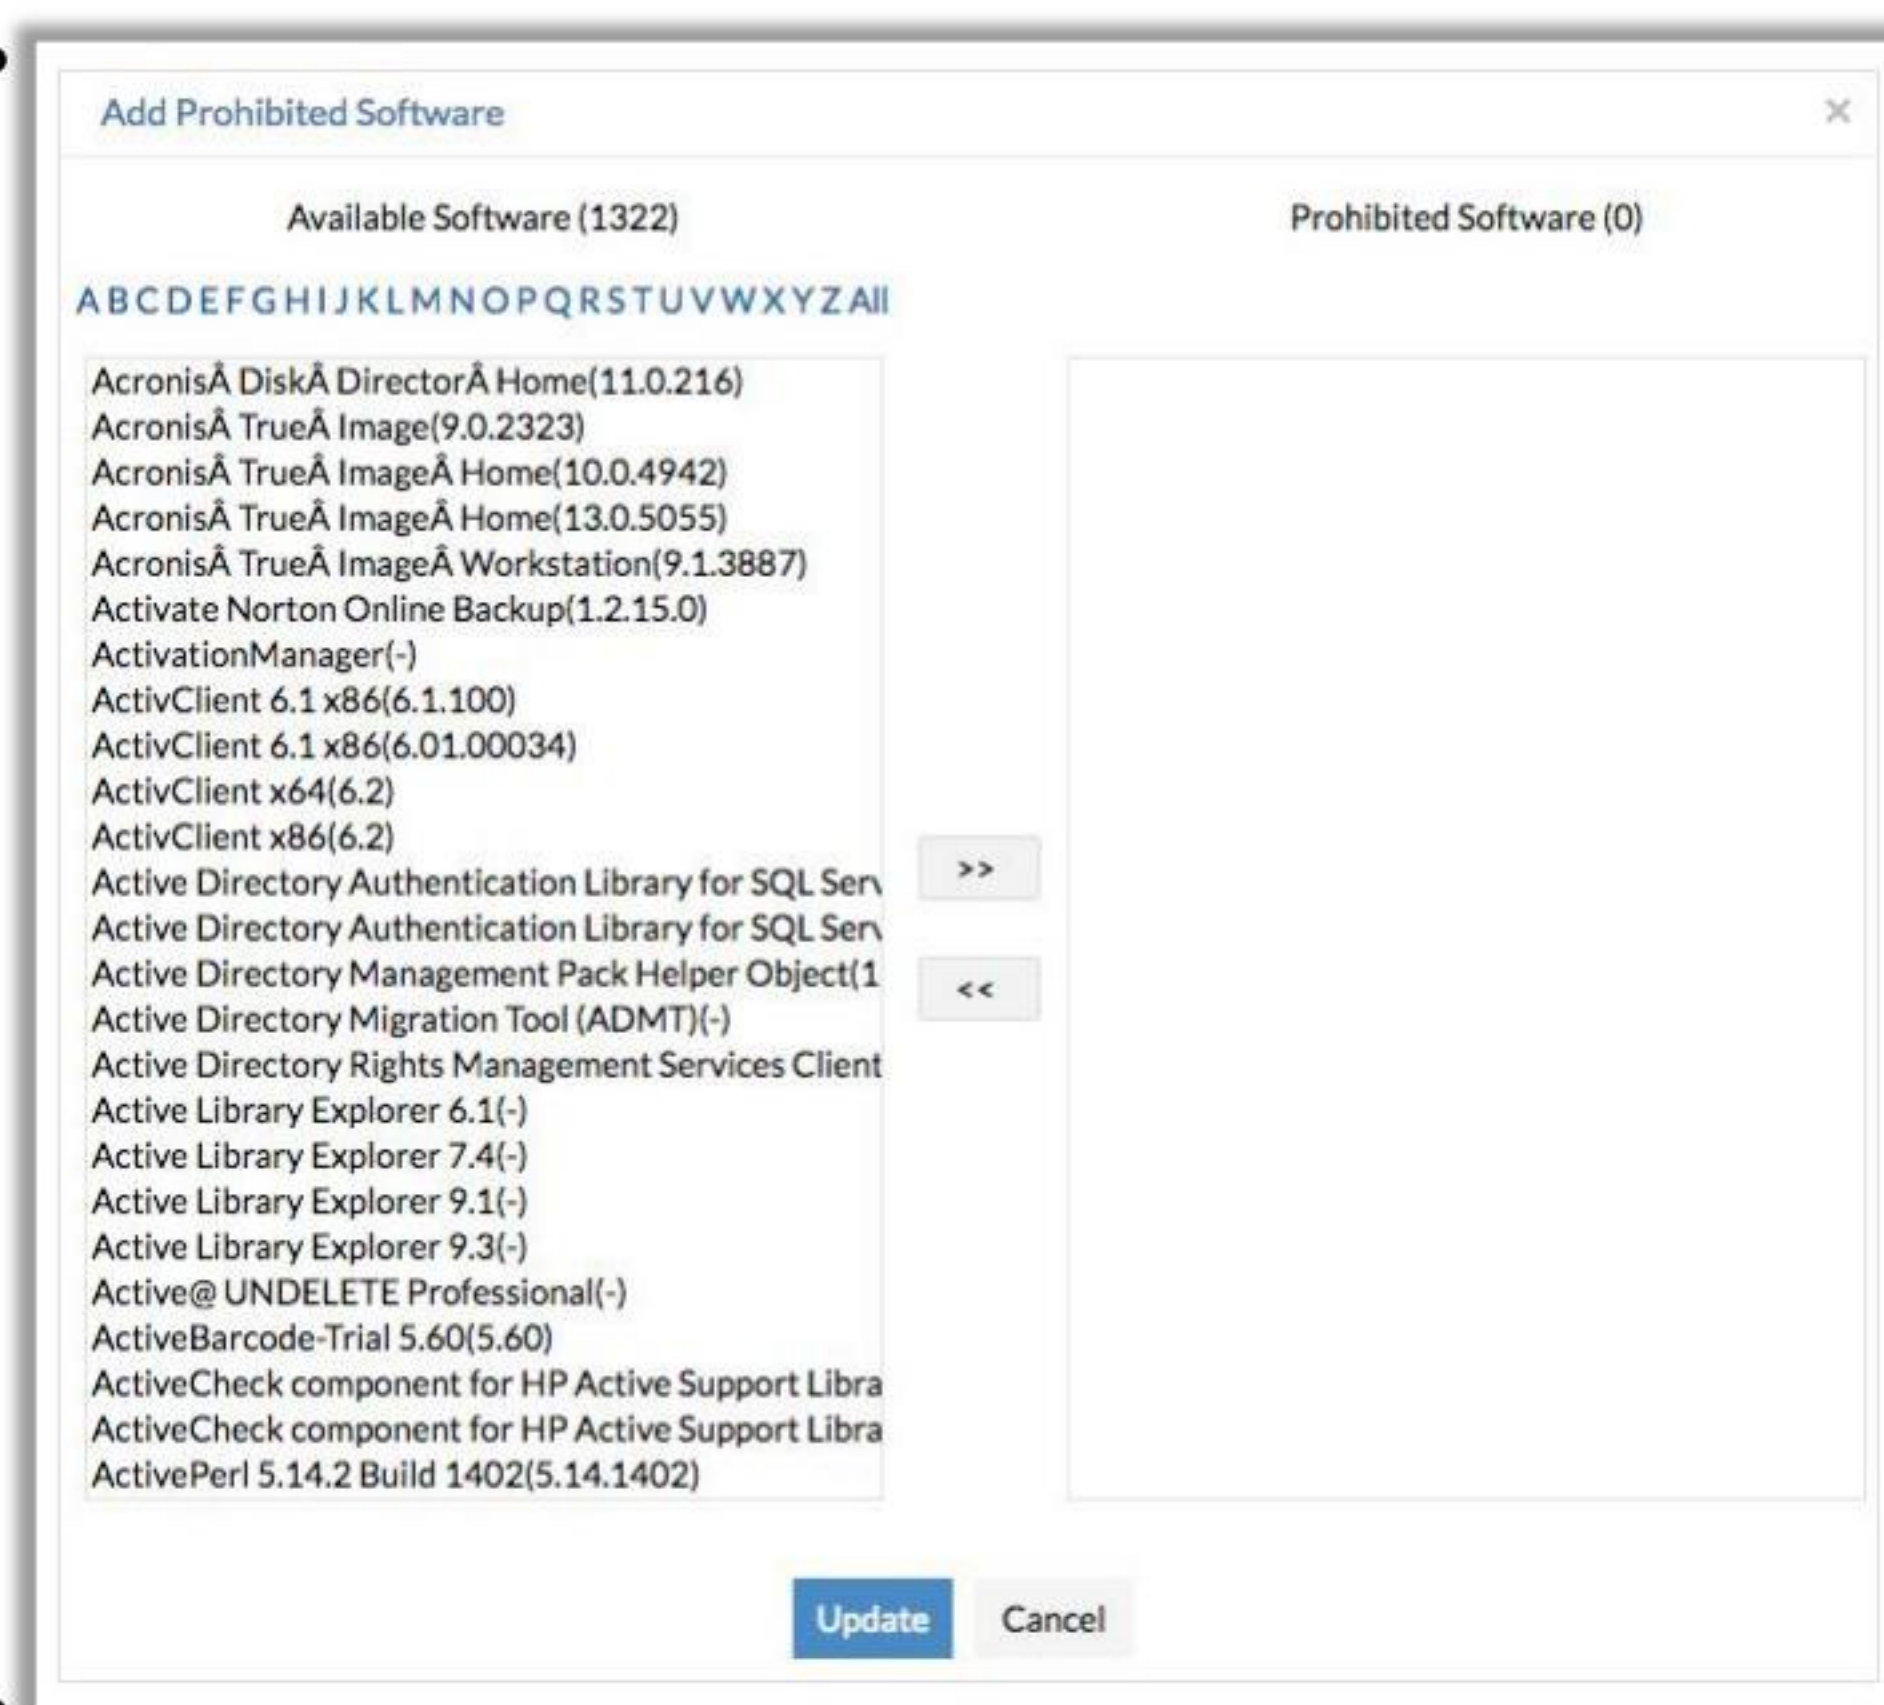 Add Prohibited Software ×
Available Software (1322)
Prohibited Software (0)
A B C D E F G H I J K L M N O P Q R S T U V W X Y Z All
AcronisÂ DiskÂ DirectorÂ Home(11.0.216)
AcronisÂ TrueÂ Image(9.0.2323)
AcronisÂ TrueÂ ImageÂ Home(10.0.4942)
AcronisÂ TrueÂ ImageÂ Home(13.0.5055)
AcronisÂ TrueÂ ImageÂ Workstation(9.1.3887)
Activate Norton Online Backup(1.2.15.0)
ActivationManager(-)
ActivClient 6.1 x86(6.1.100)
ActivClient 6.1 x86(6.01.00034)
ActivClient x64(6.2)
ActivClient x86(6.2)
Active Directory Authentication Library for SQL Serv
Active Directory Authentication Library for SQL Serv
Active Directory Management Pack Helper Object(1
Active Directory Migration Tool (ADMT)(-)
Active Directory Rights Management Services Client
Active Library Explorer 6.1(-)
Active Library Explorer 7.4(-)
Active Library Explorer 9.1(-)
Active Library Explorer 9.3(-)
Active@ UNDELETE Professional(-)
ActiveBarcode-Trial 5.60(5.60)
ActiveCheck component for HP Active Support Libra
ActiveCheck component for HP Active Support Libra
ActivePerl 5.14.2 Build 1402(5.14.1402)
>>
<<
Update
Cancel